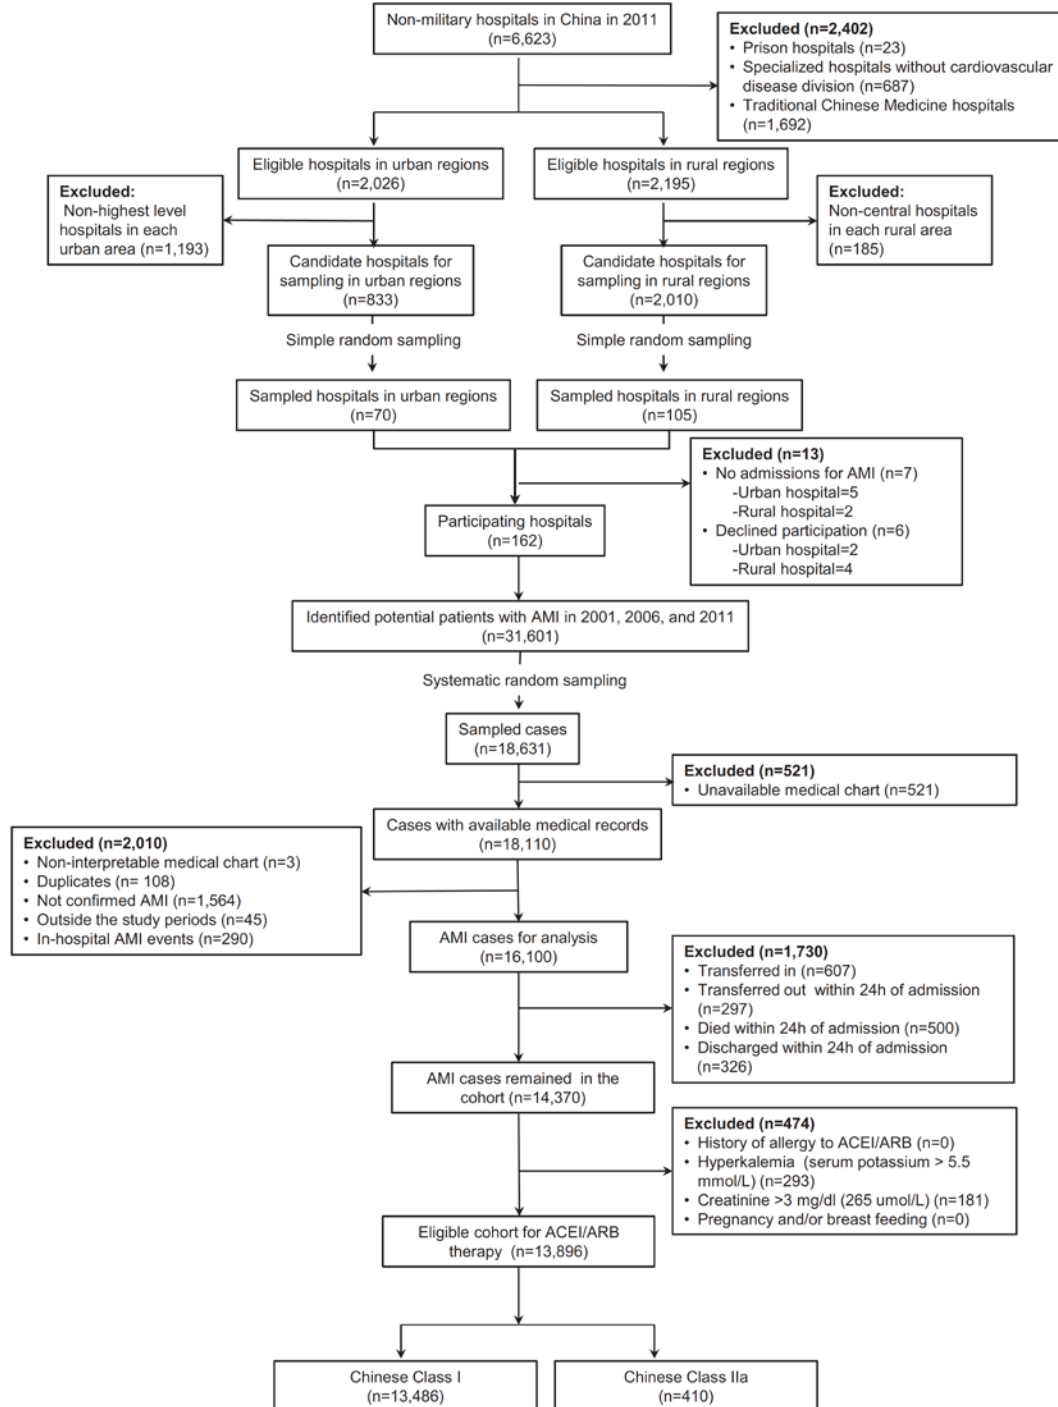 Non-military hospitals in China in 2011
(n=6,623)
Excluded (n=2,402)
• Prison hospitals (n=23)
• Specialized hospitals without cardiovascular
disease division (n=687)
• Traditional Chinese Medicine hospitals
(n=1,692)
Eligible hospitals in urban regions
(n=2,026)
Eligible hospitals in rural regions
(n=2,195)
Excluded:
Non-highest level
hospitals in each
urban area (n=1,193)
Excluded:
Non-central hospitals
in each rural area
(n=185)
Candidate hospitals for
sampling in urban regions
(n=833)
Candidate hospitals for
sampling in rural regions
(n=2,010)
Simple random sampling
Simple random sampling
Sampled hospitals in urban regions
(n=70)
Sampled hospitals in rural regions
(n=105)
Excluded (n=13)
• No admissions for AMI (n=7)
-Urban hospital=5
-Rural hospital=2
• Declined participation (n=6)
-Urban hospital=2
-Rural hospital=4
Participating hospitals
(n=162)
Identified potential patients with AMI in 2001, 2006, and 2011
(n=31,601)
Systematic random sampling
Sampled cases
(n=18,631)
Excluded (n=521)
• Unavailable medical chart (n=521)
Cases with available medical records
(n=18,110)
Excluded (n=2,010)
• Non-interpretable medical chart (n=3)
• Duplicates (n= 108)
• Not confirmed AMI (n=1,564)
• Outside the study periods (n=45)
• In-hospital AMI events (n=290)
AMI cases for analysis
(n=16,100)
Excluded (n=1,730)
• Transferred in (n=607)
• Transferred out within 24h of admission
(n=297)
• Died within 24h of admission (n=500)
• Discharged within 24h of admission
(n=326)
AMI cases remained in the
cohort (n=14,370)
Excluded (n=474)
• History of allergy to ACEI/ARB (n=0)
• Hyperkalemia (serum potassium > 5.5
mmol/L) (n=293)
• Creatinine >3 mg/dl (265 umol/L) (n=181)
• Pregnancy and/or breast feeding (n=0)
Eligible cohort for ACEI/ARB
therapy (n=13,896)
Chinese Class I
(n=13,486)
Chinese Class IIa
(n=410)